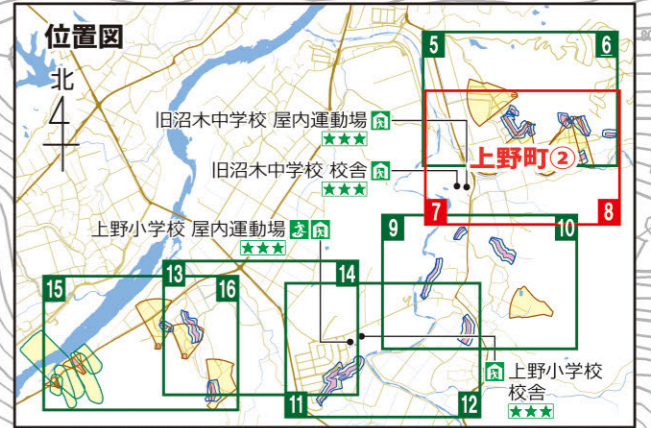 位置図
北
5
6
旧沼木中学校 屋内運動場
★★★
上野町②
旧沼木中学校 校舎
★★★
7
8
上野小学校 屋内運動場
★★★
9
10
13
14
15
16
上野小学校
校舎
★★★
11
12